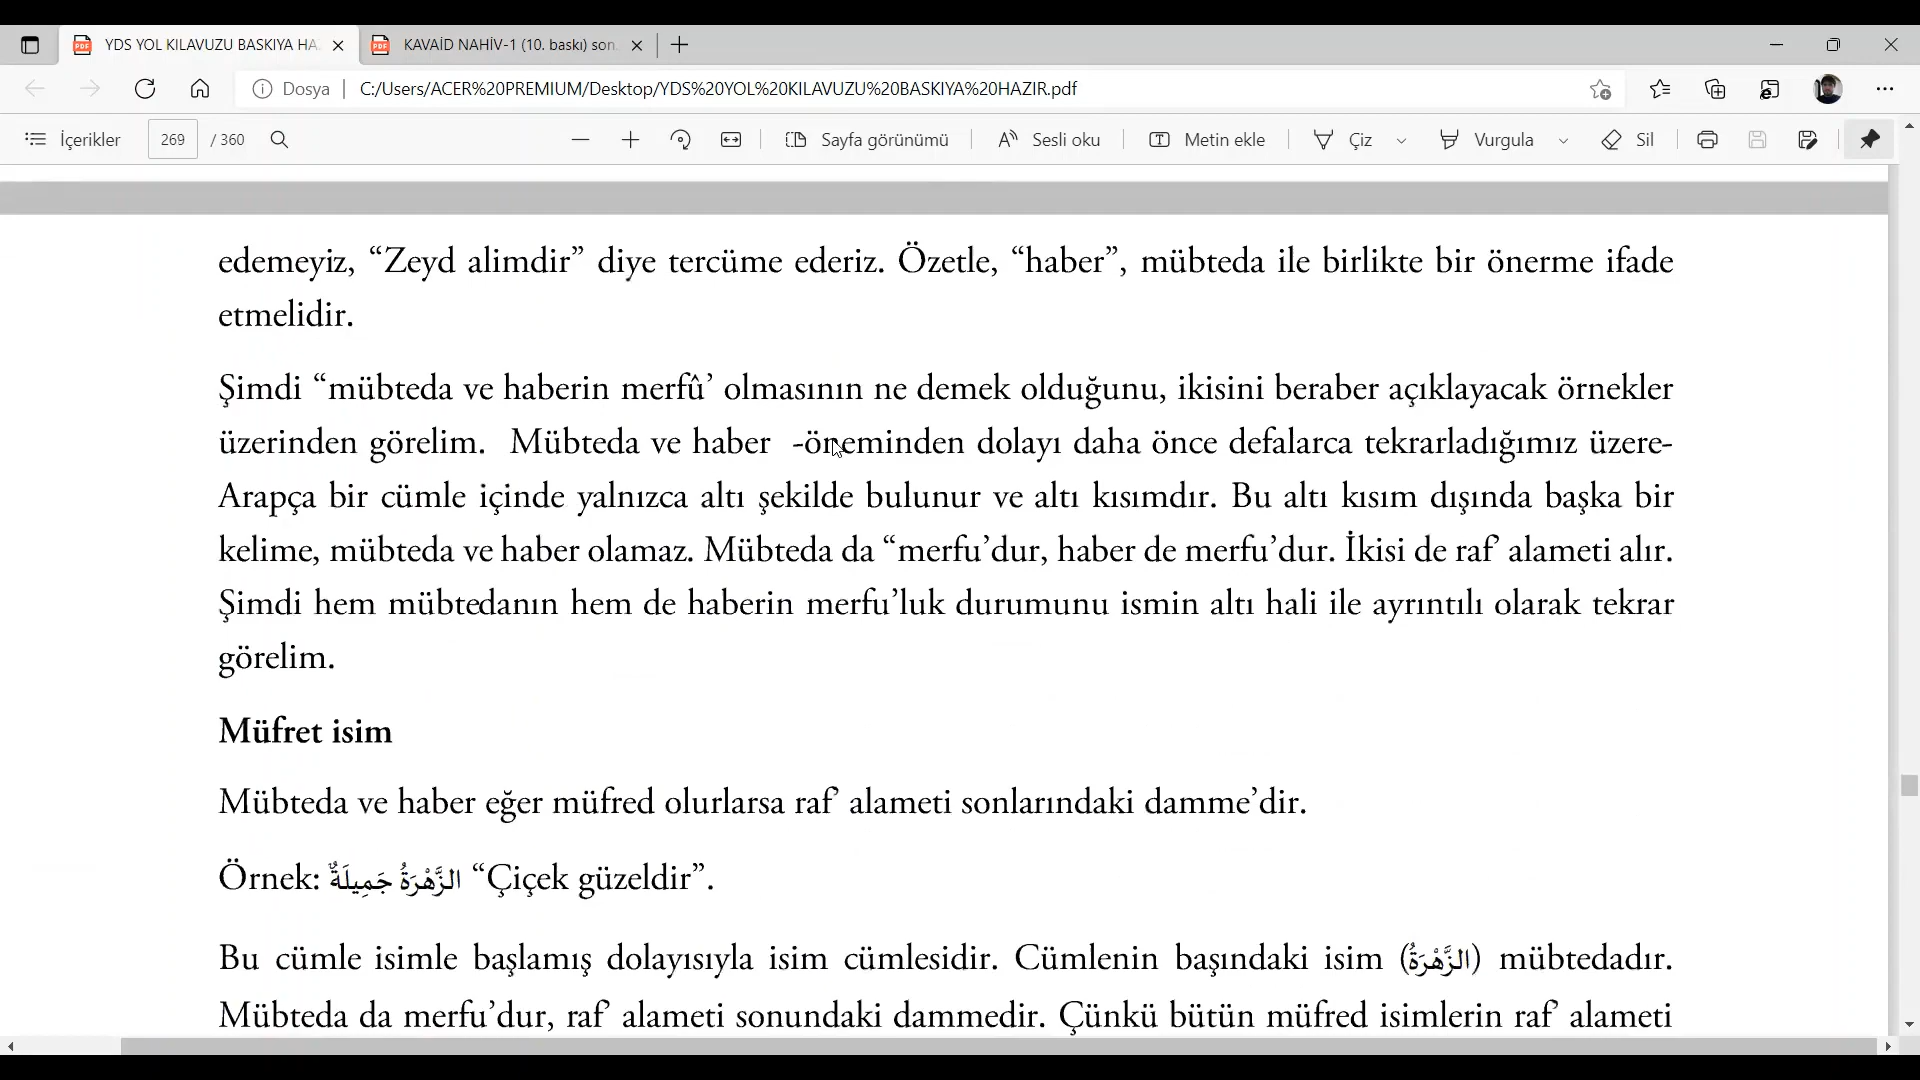 YDS YOL KILAVUZU BASKIYA HA
KAVAİD NAHİV-1 (10. baskı) son
Dosya | C:/Users/ACER%20PREMIUM/Desktop/YDS%20YOL%20KILAVUZU%20BASKIYA%20HAZIR.pdf
İçerikler 269 / 360 Sayfa görünümü Sesli oku Metin ekle Çiz Vurgula Sil
edemeyiz, “Zeyd alimdir” diye tercüme ederiz. Özetle, “haber”, mübteda ile birlikte bir önerme ifade
etmelidir.
Şimdi “mübteda ve haberin merfû’ olmasının ne demek olduğunu, ikisini beraber açıklayacak örnekler
üzerinden görelim. Mübteda ve haber -öneminden dolayı daha önce defalarca tekrarladığımız üzere-
Arapça bir cümle içinde yalnızca altı şekilde bulunur ve altı kısımdır. Bu altı kısım dışında başka bir
kelime, mübteda ve haber olamaz. Mübteda da “merfu’dur, haber de merfu’dur. İkisi de raf’ alameti alır.
Şimdi hem mübtedanın hem de haberin merfu’luk durumunu ismin altı hali ile ayrıntılı olarak tekrar
görelim.
Müfret isim
Mübteda ve haber eğer müfred olurlarsa raf’ alameti sonlarındaki damme’dir.
Örnek: الزَّهْرَةُ جَمِيلَةٌ “Çiçek güzeldir”.
Bu cümle isimle başlamış dolayısıyla isim cümlesidir. Cümlenin başındaki isim (الزَّهْرَةُ) mübtedadır.
Mübteda da merfu’dur, raf’ alameti sonundaki dammedir. Çünkü bütün müfred isimlerin raf’ alameti